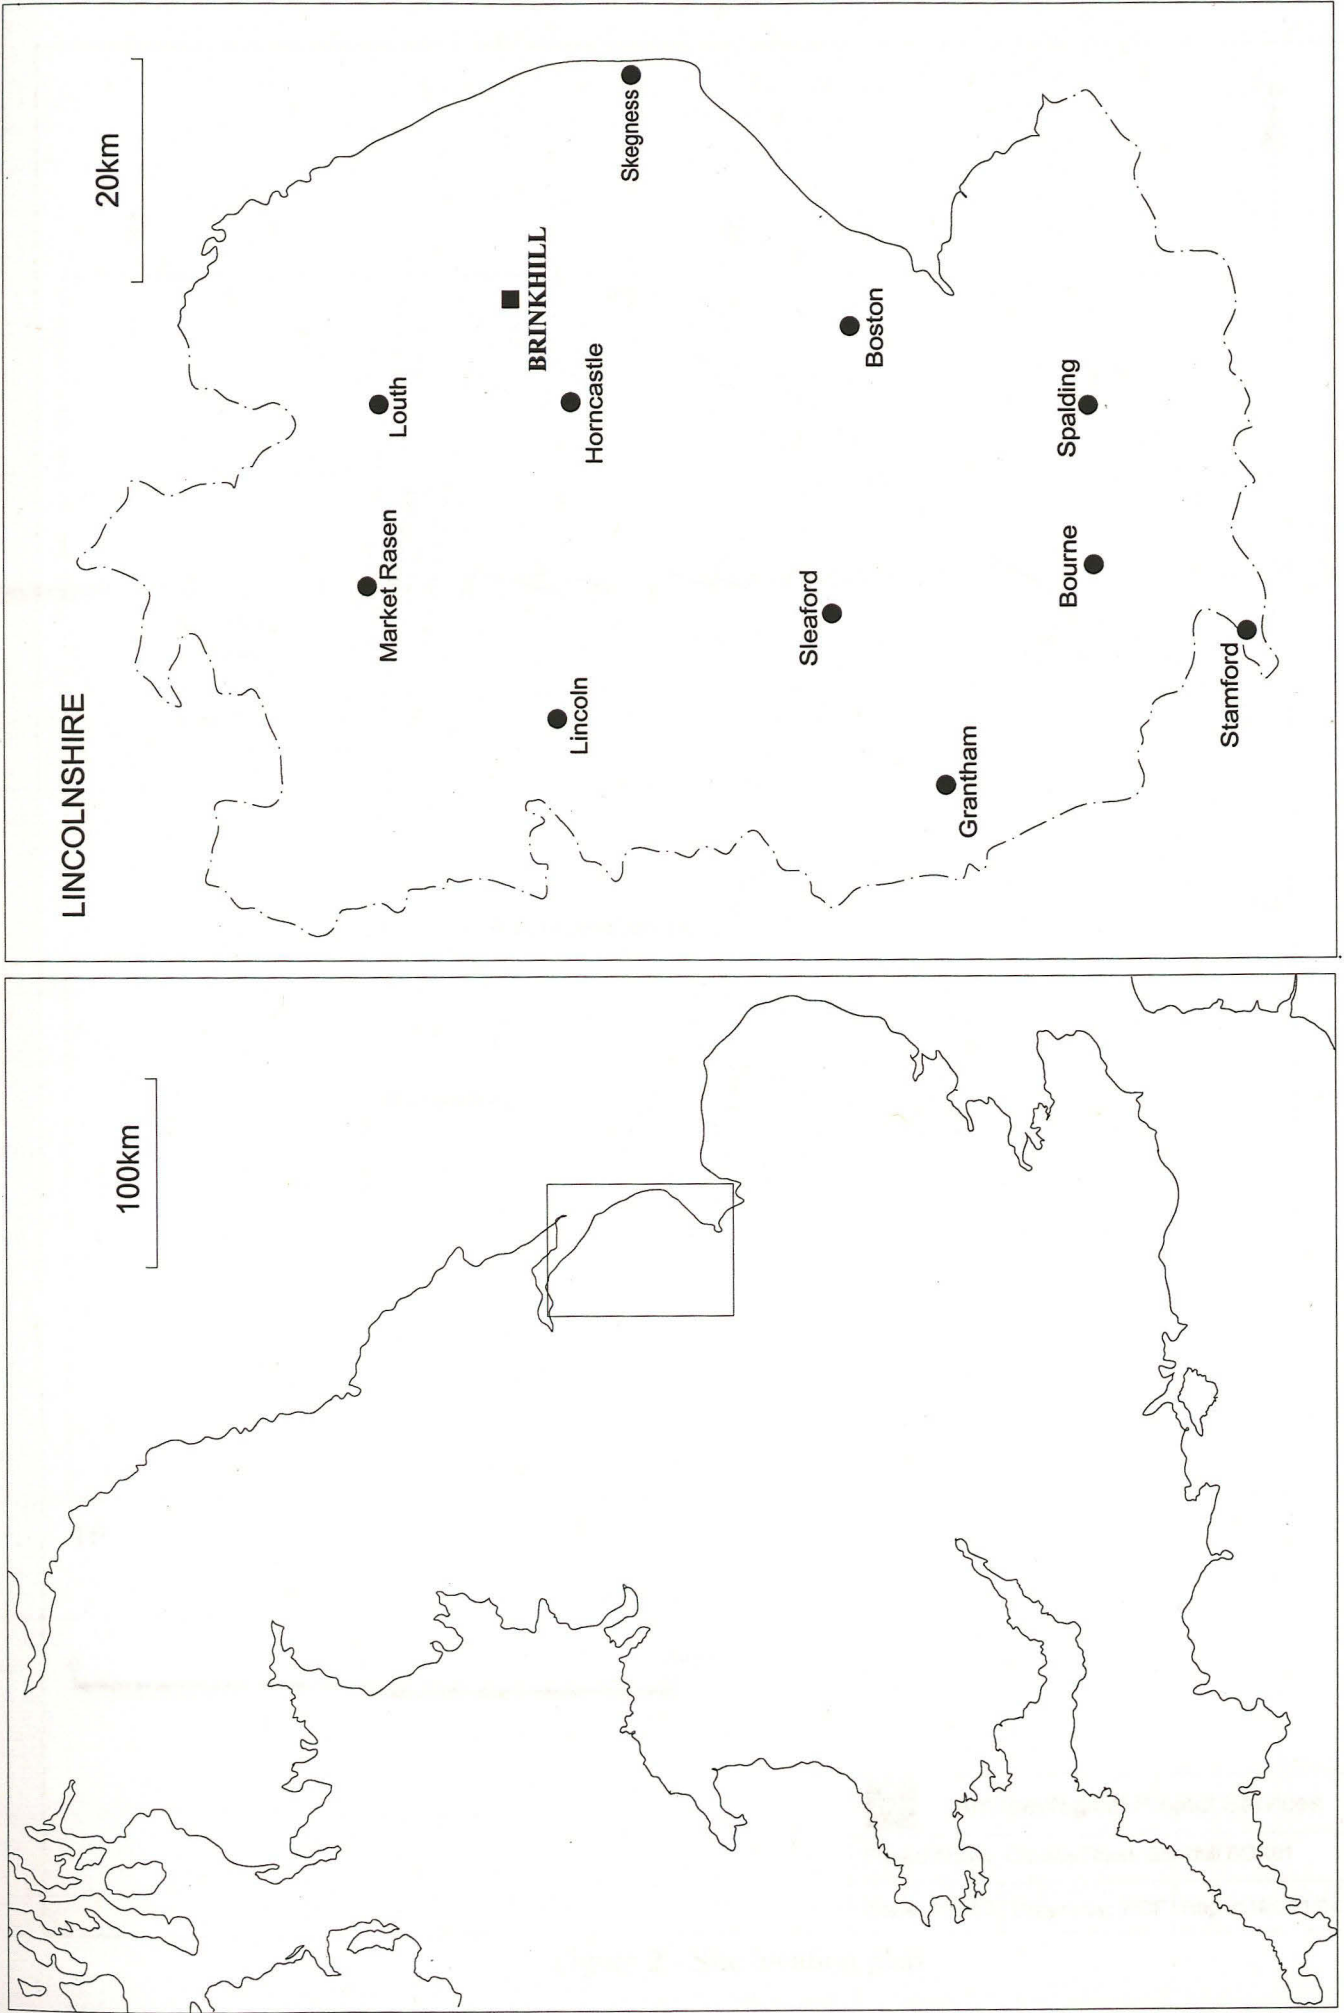 100km
LINCOLNSHIRE
20km
Market Rasen
Louth
Lincoln
BRINKHILL
Horncastle
Skegness
Sleaford
Boston
Grantham
Bourne
Spalding
Stamford